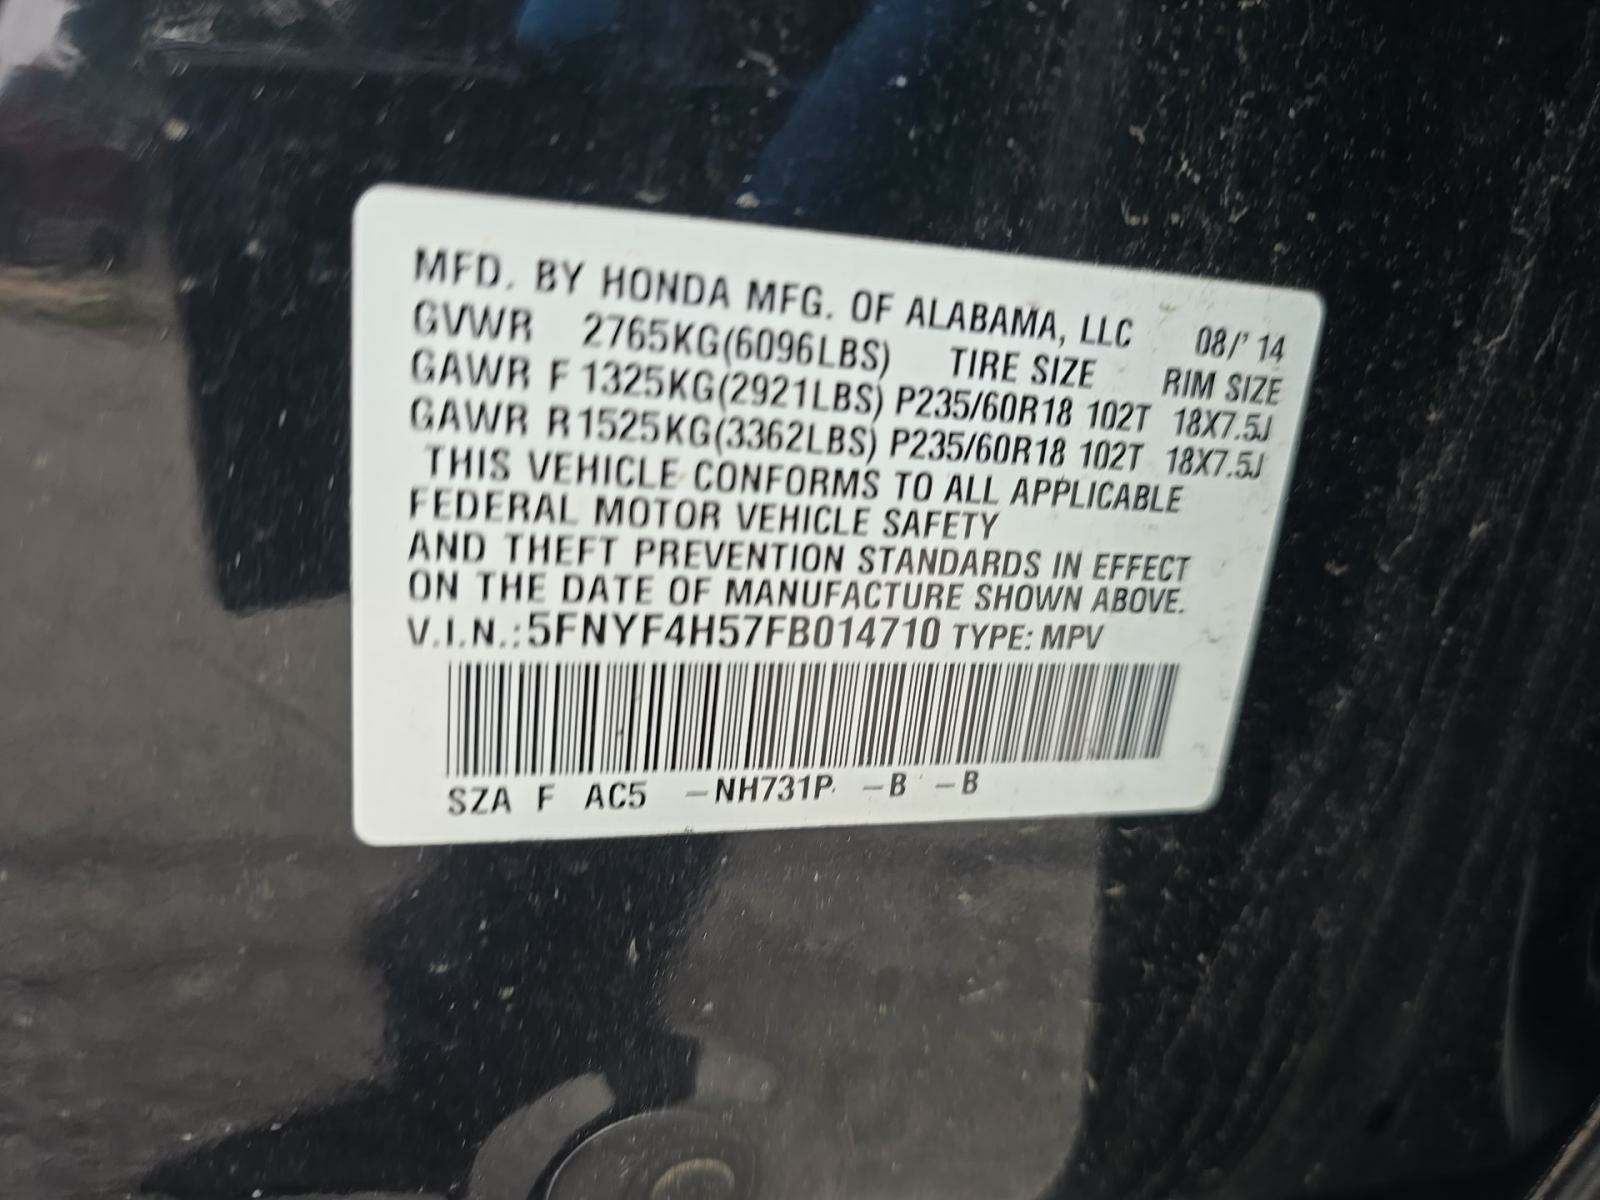 MFD. BY HONDA MFG. OF ALABAMA, LLC 08/'14
GVWR 2765KG(6096LBS) TIRE SIZE RIM SIZE
GAWR F 1325KG(2921LBS) P235/60R18 102T 18X7.5J
GAWR R 1525KG(3362LBS) P235/60R18 102T 18X7.5J
THIS VEHICLE CONFORMS TO ALL APPLICABLE
FEDERAL MOTOR VEHICLE SAFETY
AND THEFT PREVENTION STANDARDS IN EFFECT
ON THE DATE OF MANUFACTURE SHOWN ABOVE.
V.I.N.: 5FNYF4H57FB014710 TYPE: MPV
SZA F AC5 -NH731P -B -B